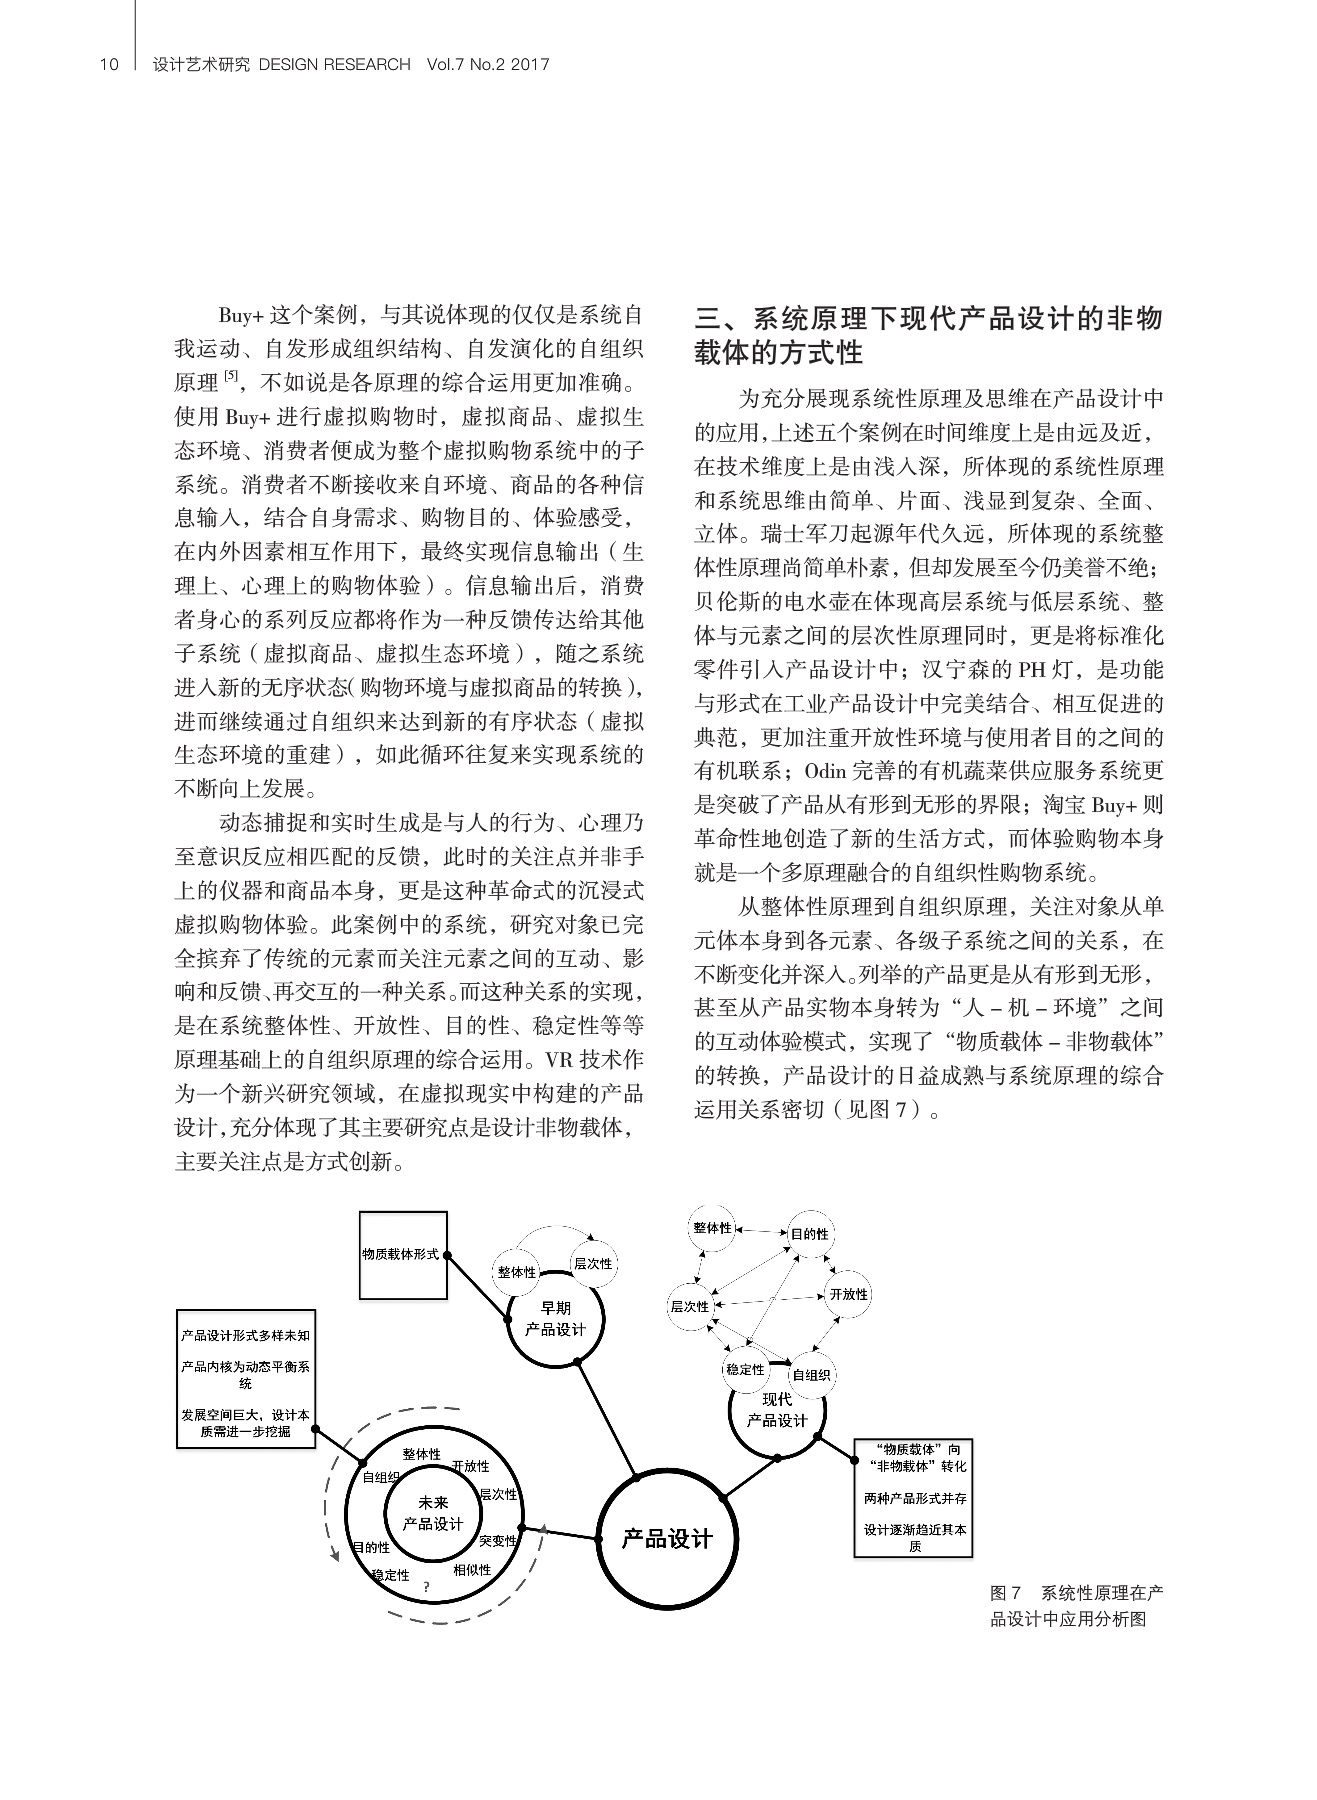 10 设计艺术研究 DESIGN RESEARCH Vol.7 No.2 2017
Buy+ 这个案例，与其说体现的仅仅是系统自
我运动、自发形成组织结构、自发演化的自组织
原理 [5]，不如说是各原理的综合运用更加准确。
使用 Buy+ 进行虚拟购物时，虚拟商品、虚拟生
态环境、消费者便成为整个虚拟购物系统中的子
系统。消费者不断接收来自环境、商品的各种信
息输入，结合自身需求、购物目的、体验感受，
在内外因素相互作用下，最终实现信息输出（生
理上、心理上的购物体验）。信息输出后，消费
者身心的系列反应都将作为一种反馈传达给其他
子系统（虚拟商品、虚拟生态环境），随之系统
进入新的无序状态（购物环境与虚拟商品的转换），
进而继续通过自组织来达到新的有序状态（虚拟
生态环境的重建），如此循环往复来实现系统的
不断向上发展。
动态捕捉和实时生成是与人的行为、心理乃
至意识反应相匹配的反馈，此时的关注点并非手
上的仪器和商品本身，更是这种革命式的沉浸式
虚拟购物体验。此案例中的系统，研究对象已完
全摈弃了传统的元素而关注元素之间的互动、影
响和反馈、再交互的一种关系。而这种关系的实现，
是在系统整体性、开放性、目的性、稳定性等等
原理基础上的自组织原理的综合运用。VR 技术作
为一个新兴研究领域，在虚拟现实中构建的产品
设计，充分体现了其主要研究点是设计非物载体，
主要关注点是方式创新。
三、系统原理下现代产品设计的非物
载体的方式性
为充分展现系统性原理及思维在产品设计中
的应用，上述五个案例在时间维度上是由远及近，
在技术维度上是由浅入深，所体现的系统性原理
和系统思维由简单、片面、浅显到复杂、全面、
立体。瑞士军刀起源年代久远，所体现的系统整
体性原理尚简单朴素，但却发展至今仍美誉不绝；
贝伦斯的电水壶在体现高层系统与低层系统、整
体与元素之间的层次性原理同时，更是将标准化
零件引入产品设计中；汉宁森的 PH 灯，是功能
与形式在工业产品设计中完美结合、相互促进的
典范，更加注重开放性环境与使用者目的之间的
有机联系；Odin 完善的有机蔬菜供应服务系统更
是突破了产品从有形到无形的界限；淘宝 Buy+ 则
革命性地创造了新的生活方式，而体验购物本身
就是一个多原理融合的自组织性购物系统。
从整体性原理到自组织原理，关注对象从单
元体本身到各元素、各级子系统之间的关系，在
不断变化并深入。列举的产品更是从有形到无形，
甚至从产品实物本身转为“人 – 机 – 环境”之间
的互动体验模式，实现了“物质载体 – 非物载体”
的转换，产品设计的日益成熟与系统原理的综合
运用关系密切（见图 7）。
物质载体形式
整体性
层次性
早期
产品设计
整体性
目的性
层次性
开放性
稳定性
自组织
现代
产品设计
产品设计形式多样未知
产品内核为动态平衡系
统
发展空间巨大，设计本
质需进一步挖掘
整体性
开放性
自组织
层次性
未来
产品设计
突变性
目的性
相似性
稳定性
?
产品设计
“物质载体”向
“非物载体”转化
两种产品形式并存
设计逐渐趋近其本
质
图 7 系统性原理在产
品设计中应用分析图